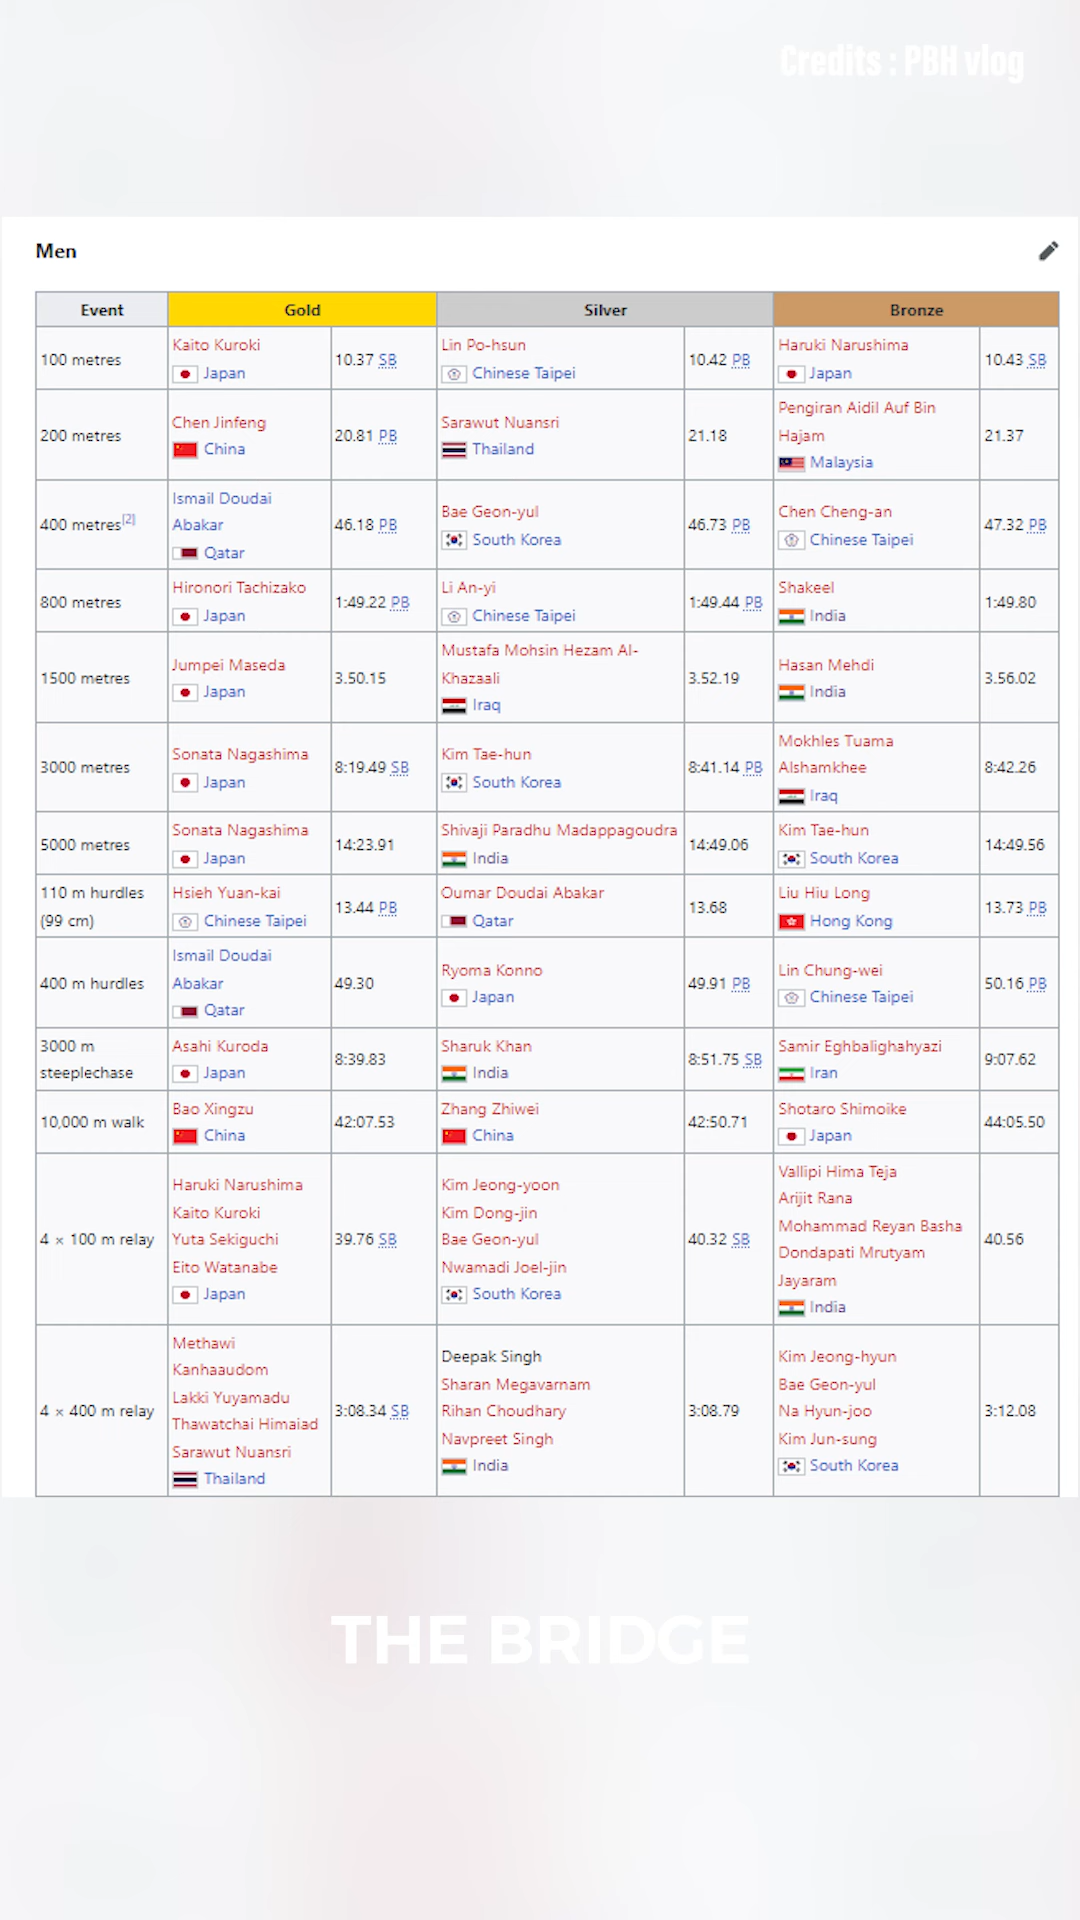 Credits : PBH vlog
Men
Event Gold Silver Bronze
100 metres
Kaito Kuroki
Japan
10.37 SB
Lin Po-hsun
Chinese Taipei
10.42 PB
Haruki Narushima
Japan
10.43 SB
200 metres
Chen Jinfeng
China
20.81 PB
Sarawut Nuansri
Thailand
21.18
Pengiran Aidil Auf Bin
Hajam
Malaysia
21.37
400 metres[2]
Ismail Doudai
Abakar
Qatar
46.18 PB
Bae Geon-yul
South Korea
46.73 PB
Chen Cheng-an
Chinese Taipei
47.32 PB
800 metres
Hironori Tachizako
Japan
1:49.22 PB
Li An-yi
Chinese Taipei
1:49.44 PB
Shakeel
India
1:49.80
1500 metres
Jumpei Maseda
Japan
3.50.15
Mustafa Mohsin Hezam Al-
Khazaali
Iraq
3.52.19
Hasan Mehdi
India
3.56.02
3000 metres
Sonata Nagashima
Japan
8:19.49 SB
Kim Tae-hun
South Korea
8:41.14 PB
Mokhles Tuama
Alshamkhee
Iraq
8:42.26
5000 metres
Sonata Nagashima
Japan
14:23.91
Shivaji Paradhu Madappagoudra
India
14:49.06
Kim Tae-hun
South Korea
14:49.56
110 m hurdles
(99 cm)
Hsieh Yuan-kai
Chinese Taipei
13.44 PB
Oumar Doudai Abakar
Qatar
13.68
Liu Hiu Long
Hong Kong
13.73 PB
400 m hurdles
Ismail Doudai
Abakar
Qatar
49.30
Ryoma Konno
Japan
49.91 PB
Lin Chung-wei
Chinese Taipei
50.16 PB
3000 m
steeplechase
Asahi Kuroda
Japan
8:39.83
Sharuk Khan
India
8:51.75 SB
Samir Eghbalighahyazi
Iran
9:07.62
10,000 m walk
Bao Xingzu
China
42:07.53
Zhang Zhiwei
China
42:50.71
Shotaro Shimoike
Japan
44:05.50
4 × 100 m relay
Haruki Narushima
Kaito Kuroki
Yuta Sekiguchi
Eito Watanabe
Japan
39.76 SB
Kim Jeong-yoon
Kim Dong-jin
Bae Geon-yul
Nwamadi Joel-jin
South Korea
40.32 SB
Vallipi Hima Teja
Arijit Rana
Mohammad Reyan Basha
Dondapati Mrutyam
Jayaram
India
40.56
4 × 400 m relay
Methawi
Kanhaaudom
Lakki Yuyamadu
Thawatchai Himaiad
Sarawut Nuansri
Thailand
3:08.34 SB
Deepak Singh
Sharan Megavarnam
Rihan Choudhary
Navpreet Singh
India
3:08.79
Kim Jeong-hyun
Bae Geon-yul
Na Hyun-joo
Kim Jun-sung
South Korea
3:12.08
THE BRIDGE